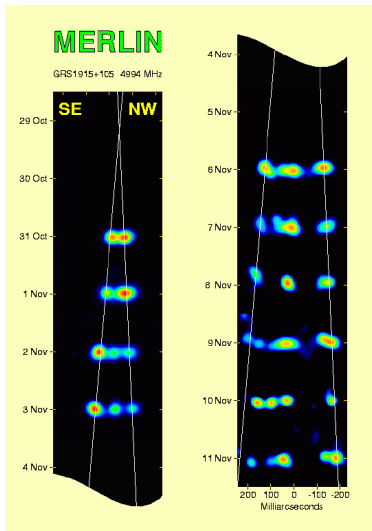 MERLIN
GRS1915+105 4994 MHz
SE NW
29 Oct
30 Oct
31 Oct
1 Nov
2 Nov
3 Nov
4 Nov
4 Nov
5 Nov
6 Nov
7 Nov
8 Nov
9 Nov
10 Nov
11 Nov
200 100 0 -100 -200
Milliarcseconds